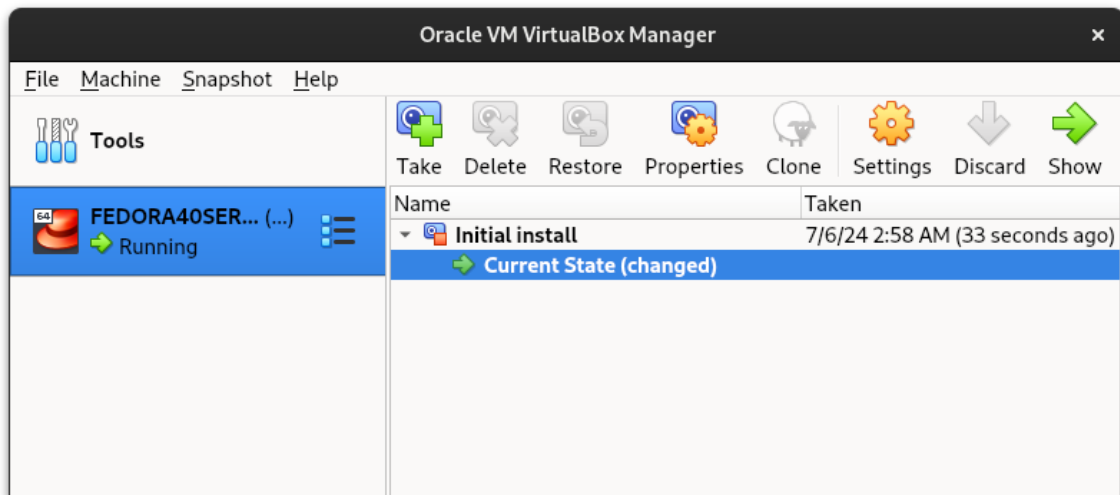 Oracle VM VirtualBox Manager
File Machine Snapshot Help
Tools
Take Delete Restore Properties Clone Settings Discard Show
64
FEDORA40SER... (...)
Running
Name Taken
Initial install 7/6/24 2:58 AM (33 seconds ago)
Current State (changed)